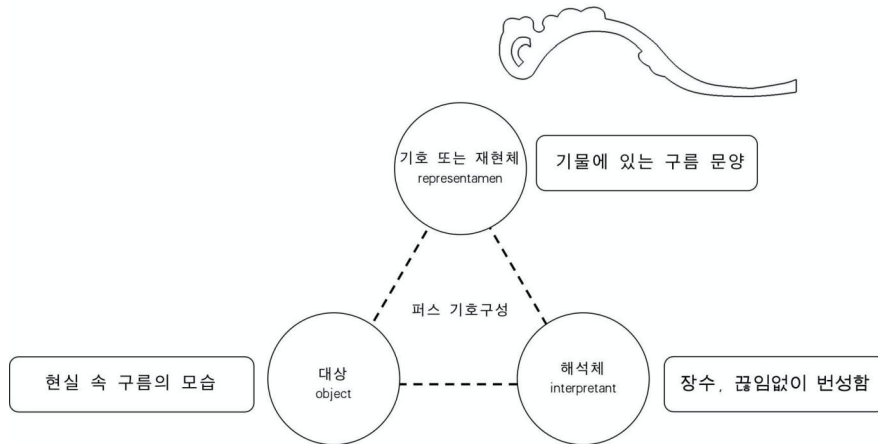 기호 또는 재현체
representamen
기물에 있는 구름 문양
퍼스 기호구성
현실 속 구름의 모습
대상
object
해석체
interpretant
장수, 끊임없이 번성함